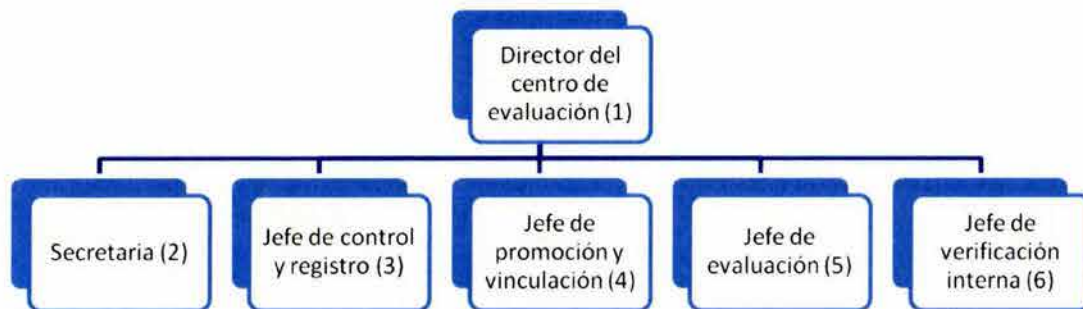 Director del
centro de
evaluación (1)
Secretaria (2)
Jefe de control
y registro (3)
Jefe de
promoción y
vinculación (4)
Jefe de
evaluación (5)
Jefe de
verificación
interna (6)